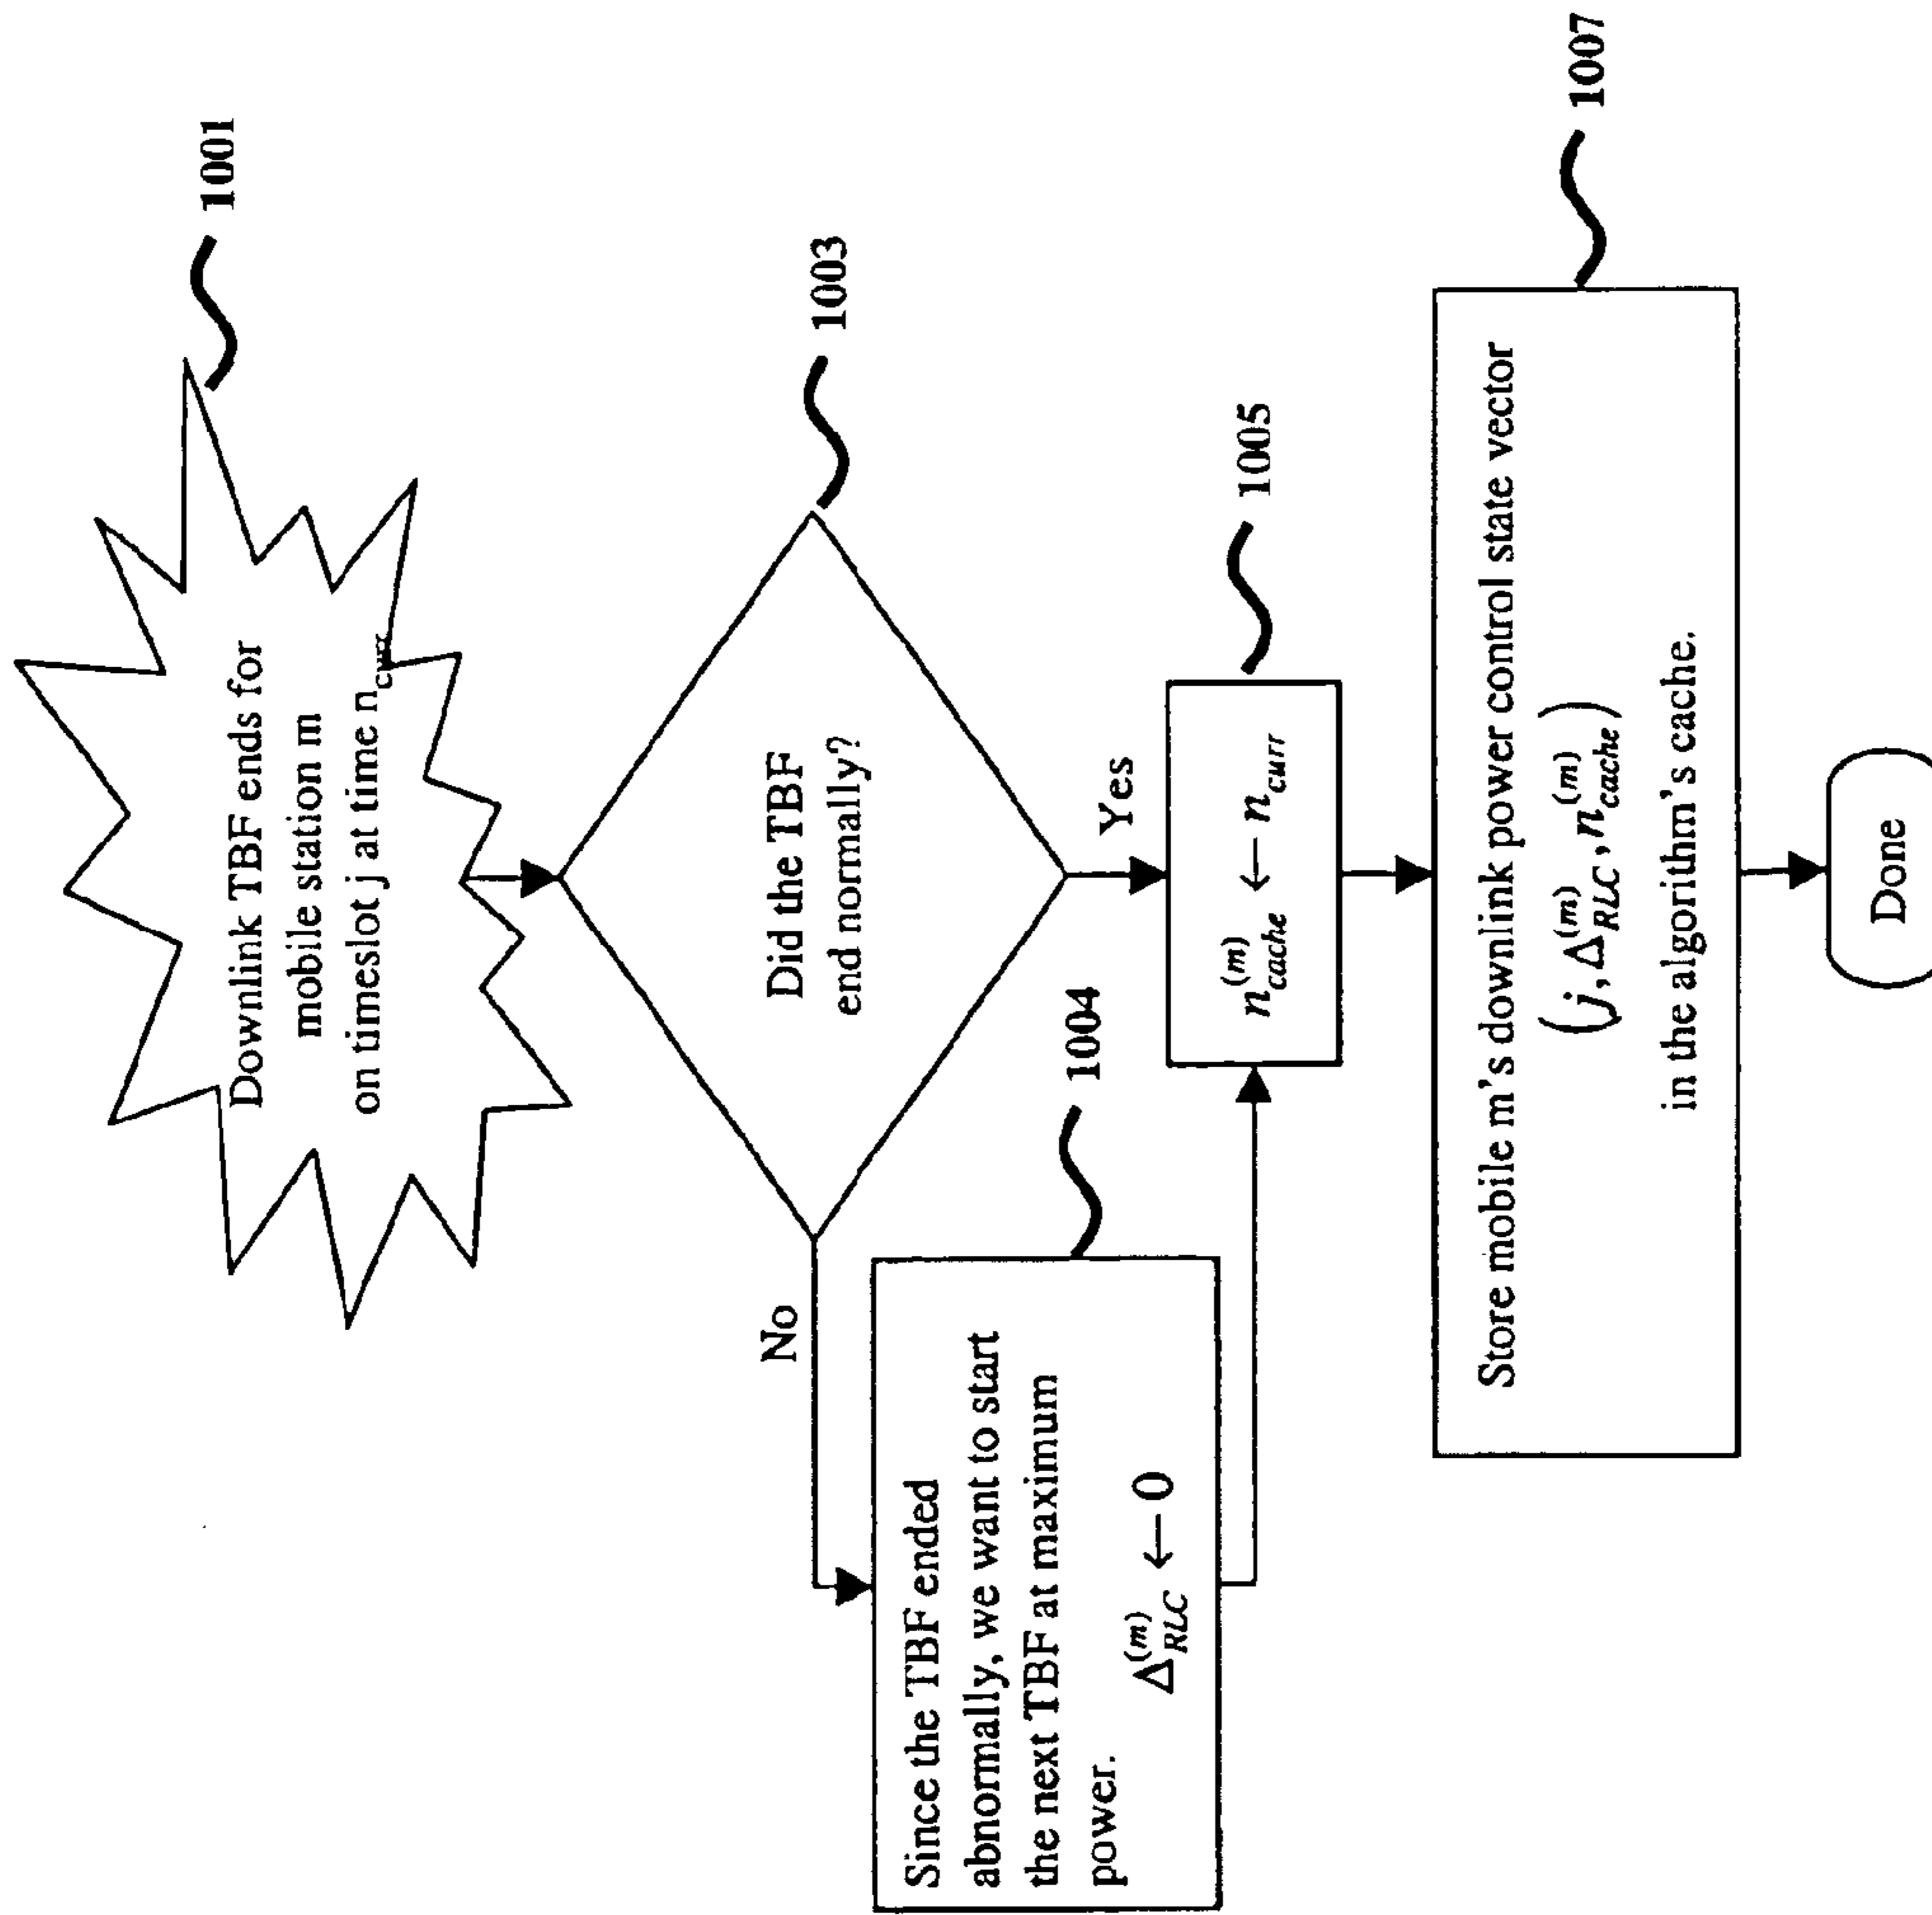 Downlink TBF ends for
mobile station m
on timeslot j at time n_curr
1001
Did the TBF
end normally?
1003
No
Yes
Since the TBF ended
abnormally, we want to start
the next TBF at maximum
power.
Δ_RLC^(m) ← 0
1004
n_cache^(m) ← n_curr
1005
Store mobile m's downlink power control state vector
(j, Δ_RLC^(m), n_cache^(m))
in the algorithm's cache.
1007
Done